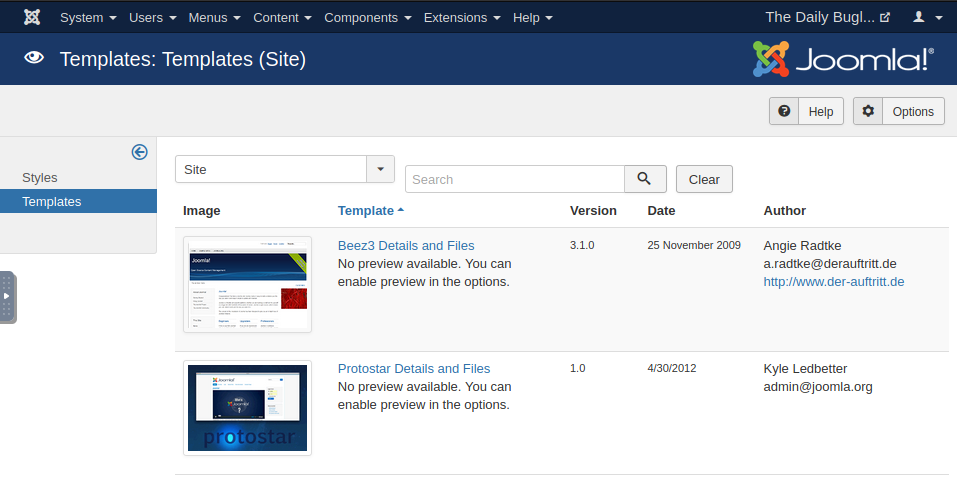 System Users Menus Content Components Extensions Help The Daily Bugl...
Templates: Templates (Site) Joomla!®
Help Options
Styles
Templates
Site
Search
Clear
Image Template Version Date Author
Joomla!
Beez3 Details and Files 3.1.0 25 November 2009 Angie Radtke
No preview available. You can a.radtke@derauftritt.de
enable preview in the options. http://www.der-auftritt.de
Joomla!
protostar
Protostar Details and Files 1.0 4/30/2012 Kyle Ledbetter
No preview available. You can admin@joomla.org
enable preview in the options.